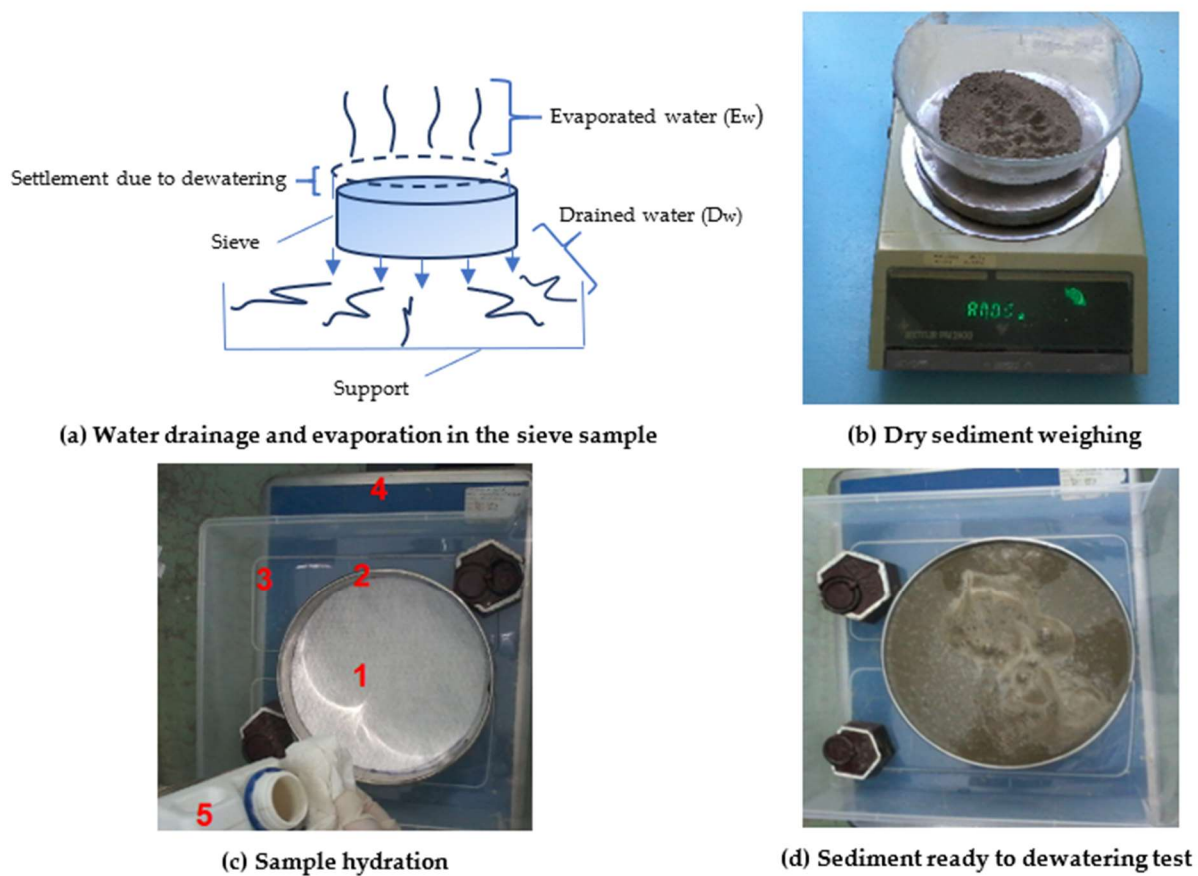 Evaporated water (Ew)
Settlement due to dewatering
Drained water (Dw)
Sieve
Support
(a) Water drainage and evaporation in the sieve sample
(b) Dry sediment weighing
4
3
2
1
5
(c) Sample hydration
(d) Sediment ready to dewatering test